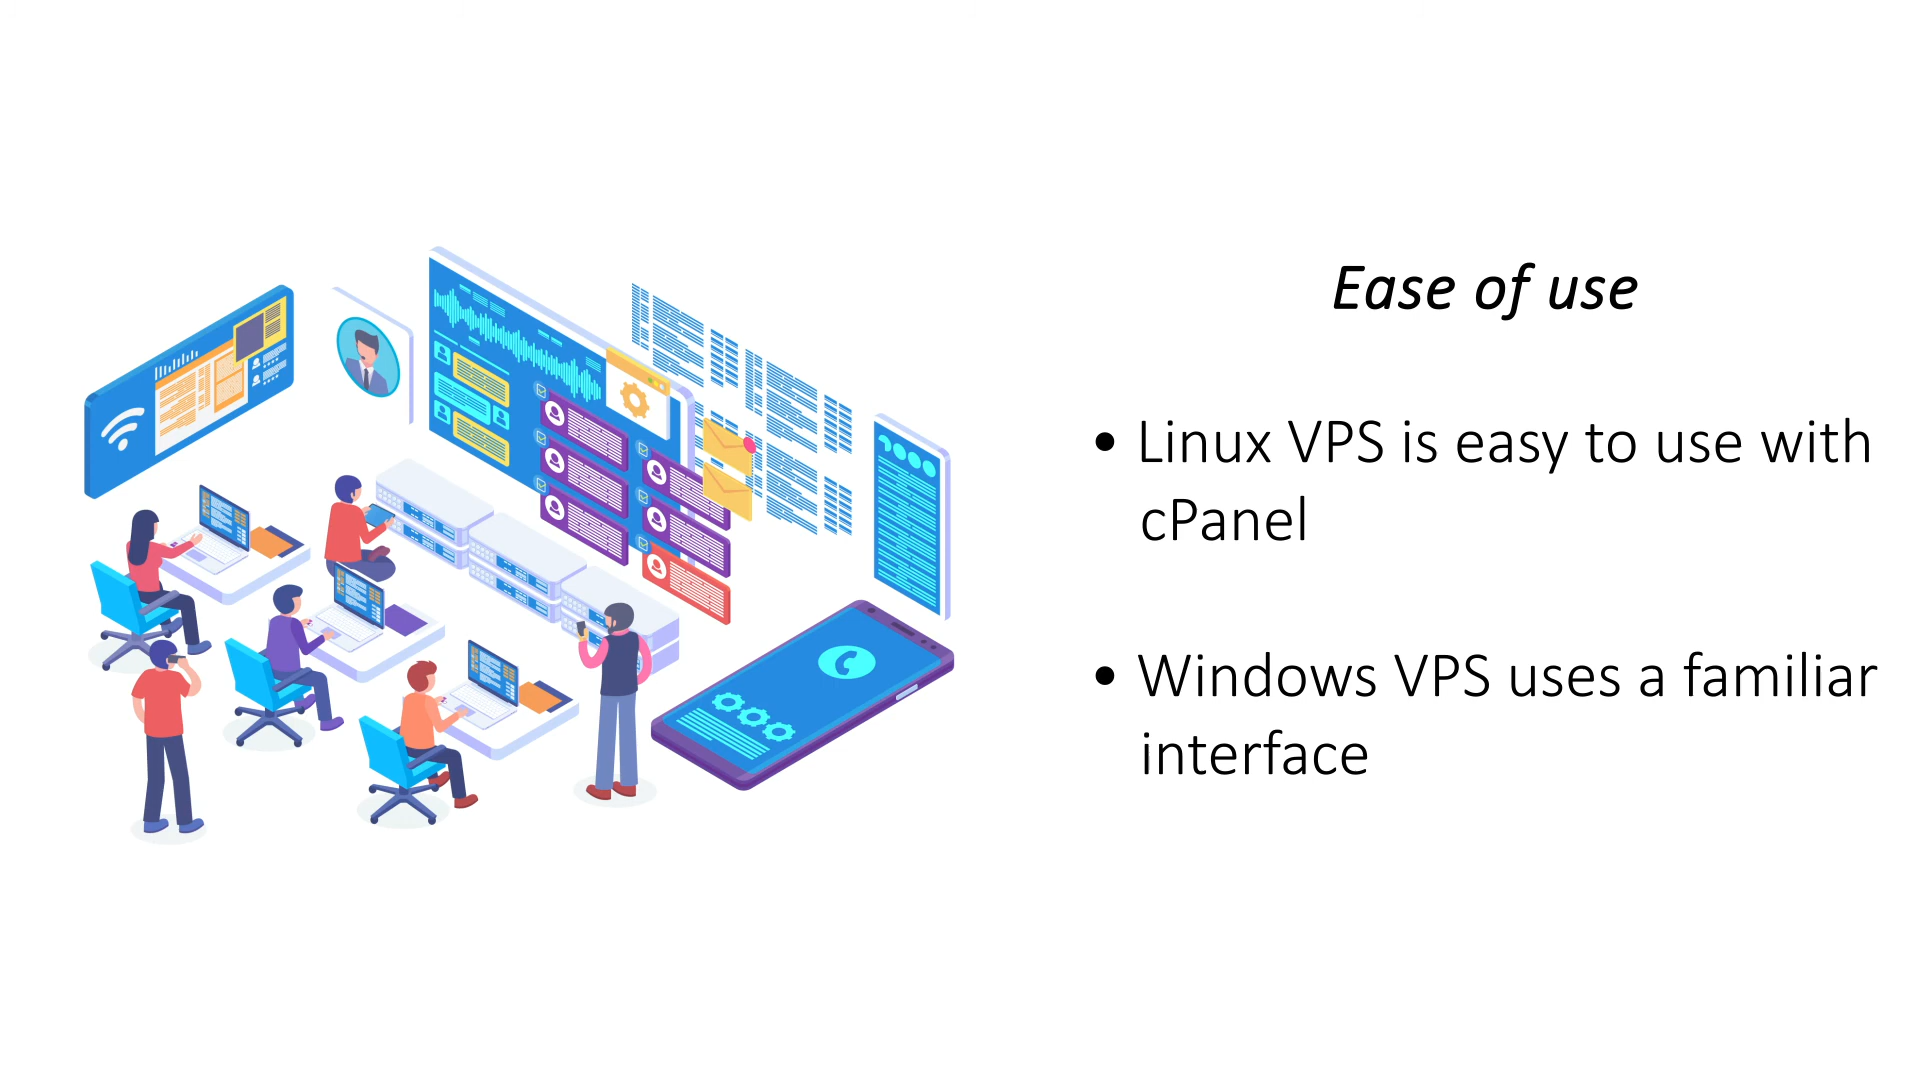 Ease of use
• Linux VPS is easy to use with
cPanel
• Windows VPS uses a familiar
interface